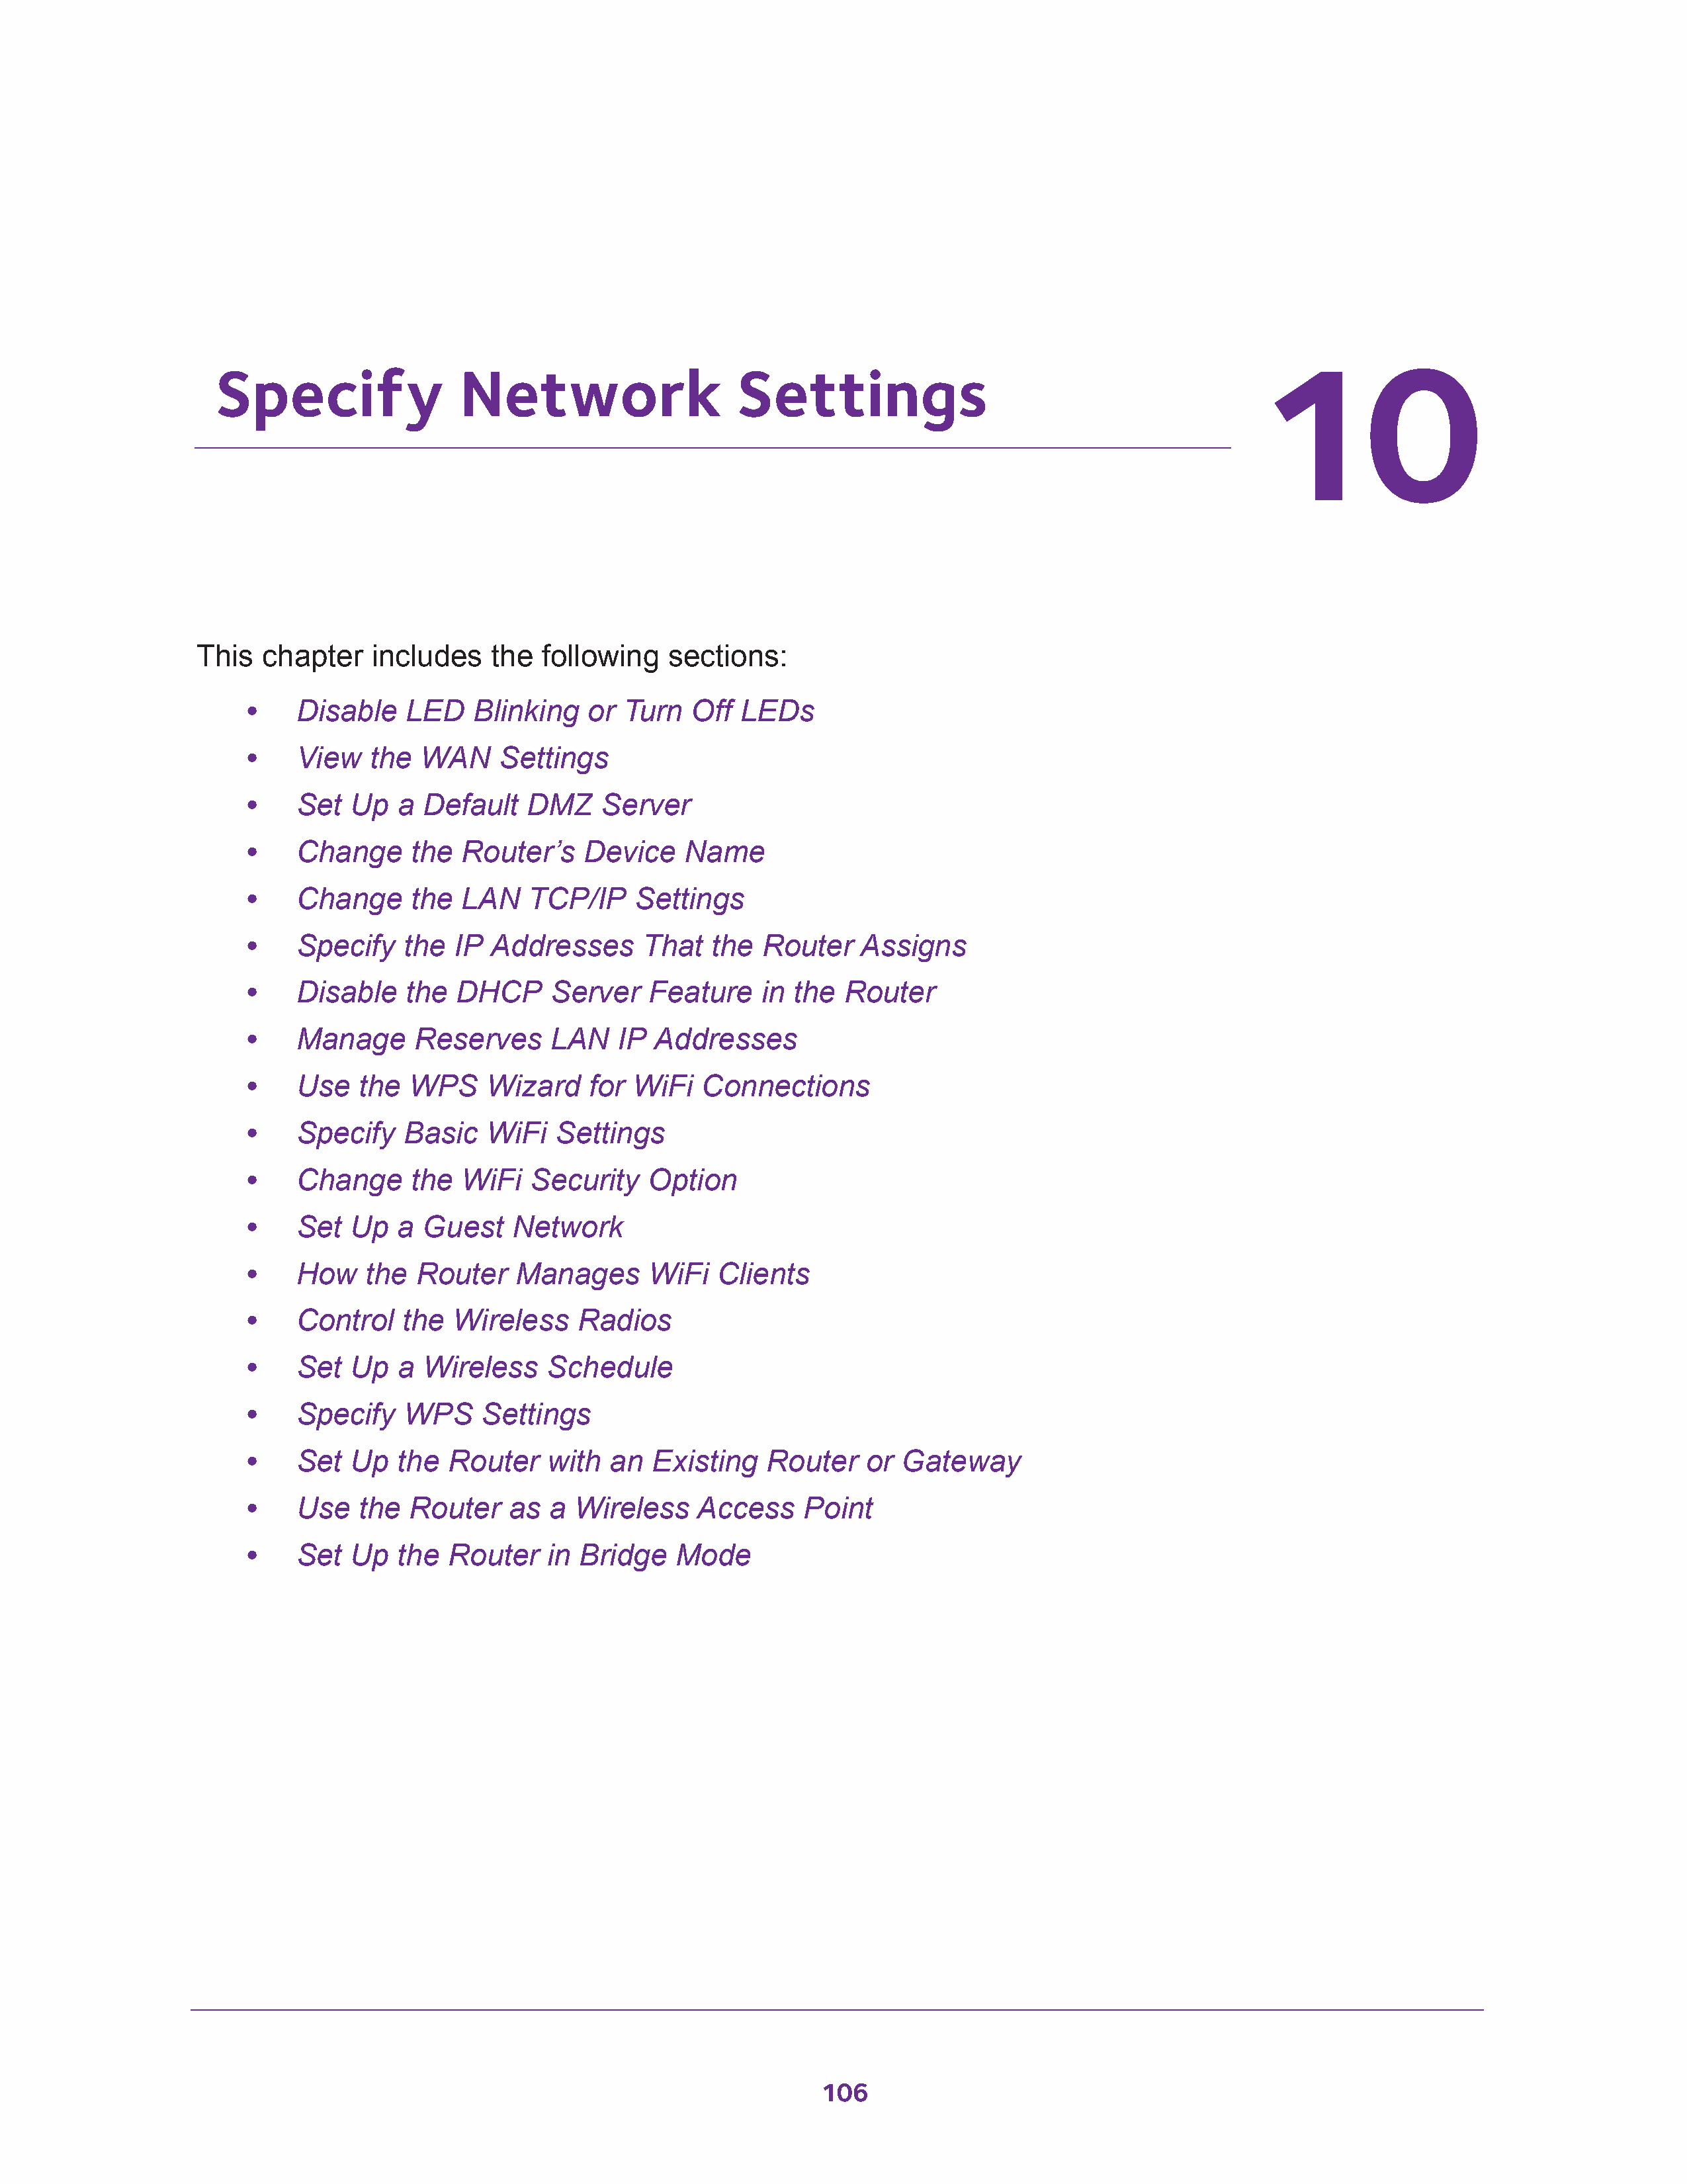 Specify Network Settings
10
This chapter includes the following sections:
• Disable LED Blinking or Turn Off LEDs
• View the WAN Settings
• Set Up a Default DMZ Server
• Change the Router’s Device Name
• Change the LAN TCP/IP Settings
• Specify the IP Addresses That the Router Assigns
• Disable the DHCP Server Feature in the Router
• Manage Reserves LAN IP Addresses
• Use the WPS Wizard for WiFi Connections
• Specify Basic WiFi Settings
• Change the WiFi Security Option
• Set Up a Guest Network
• How the Router Manages WiFi Clients
• Control the Wireless Radios
• Set Up a Wireless Schedule
• Specify WPS Settings
• Set Up the Router with an Existing Router or Gateway
• Use the Router as a Wireless Access Point
• Set Up the Router in Bridge Mode
106